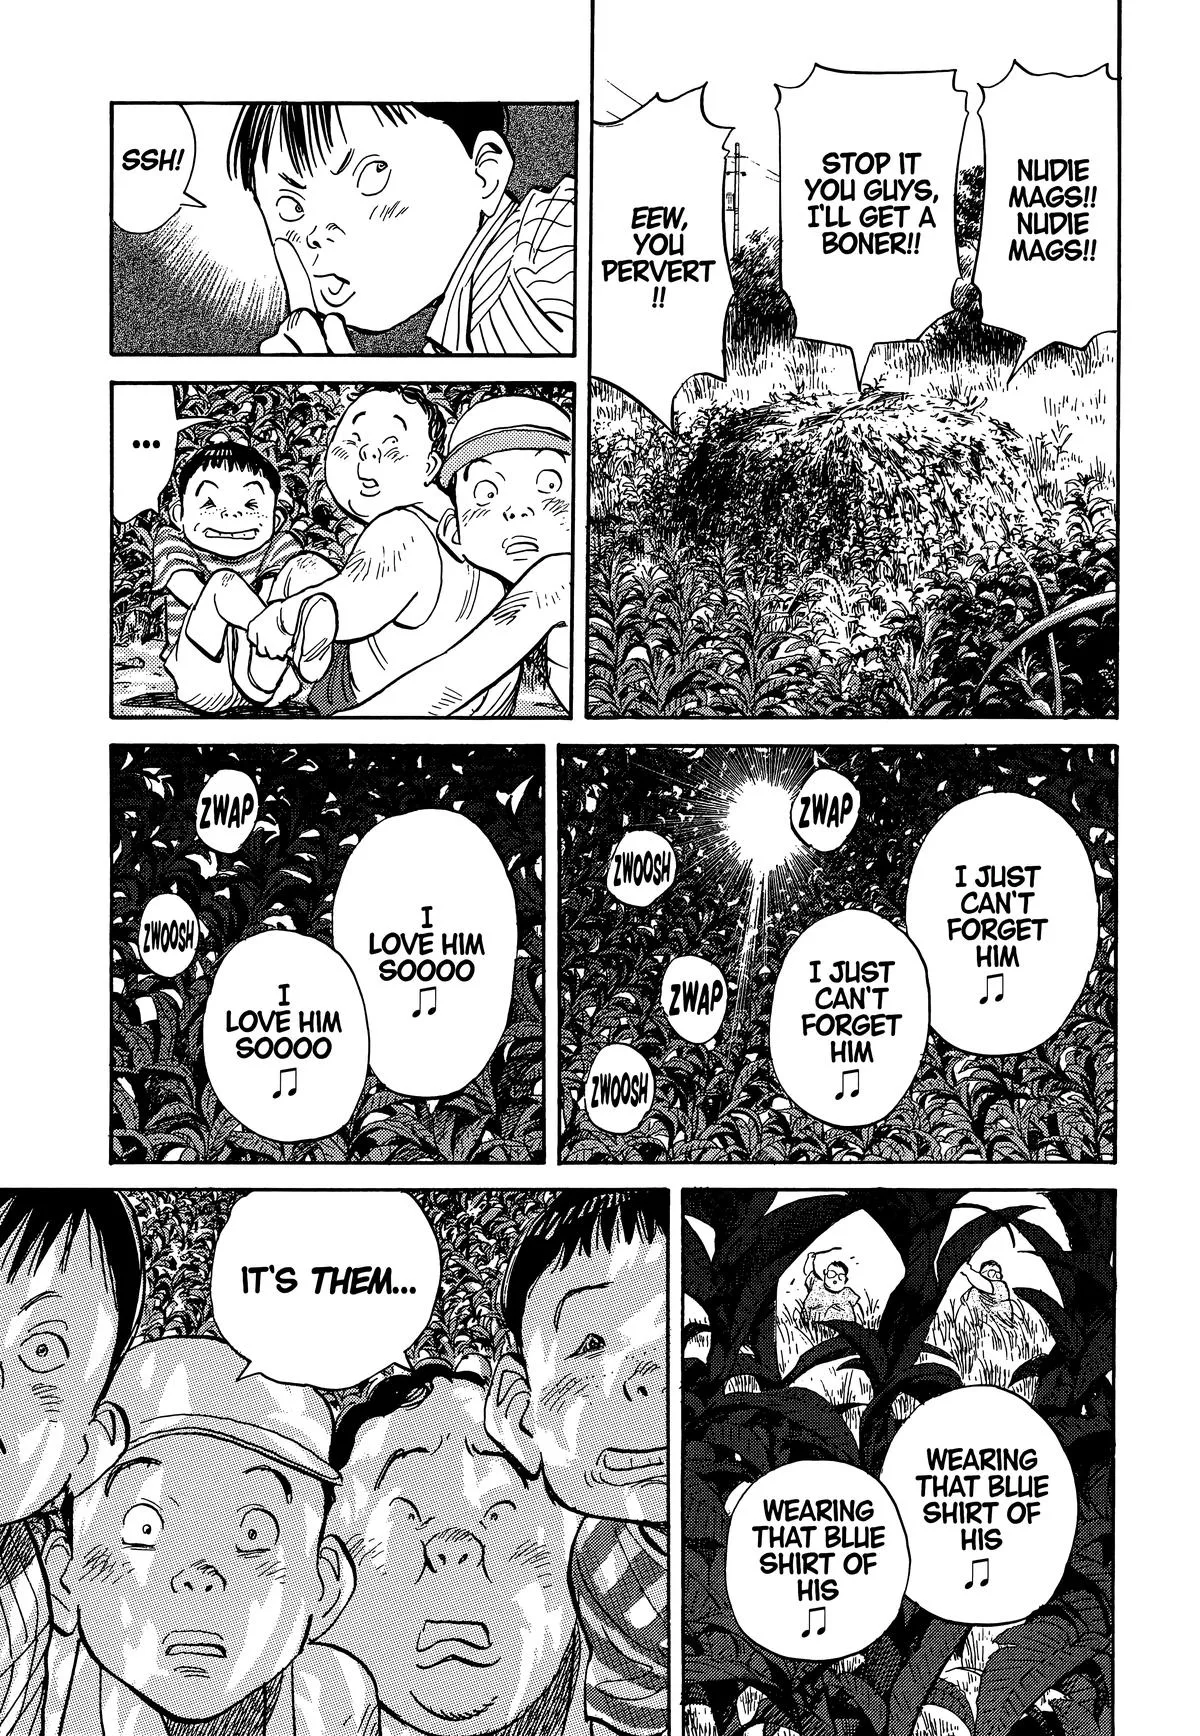 NUDIE
MAGS!!
NUDIE
MAGS!!
STOP IT
YOU GUYS,
I'LL GET A
BONER!!
EEW,
YOU
PERVERT
!!
SSH!
...
I JUST
CAN'T
FORGET
HIM
♫
I JUST
CAN'T
FORGET
HIM
♫
ZWAP
ZWOOSH
ZWAP
ZWOOSH
I
LOVE HIM
SOOOO
♫
I
LOVE HIM
SOOOO
♫
ZWAP
ZWOOSH
WEARING
THAT BLUE
SHIRT OF
HIS
♫
WEARING
THAT BLUE
SHIRT OF
HIS
♫
IT'S THEM...